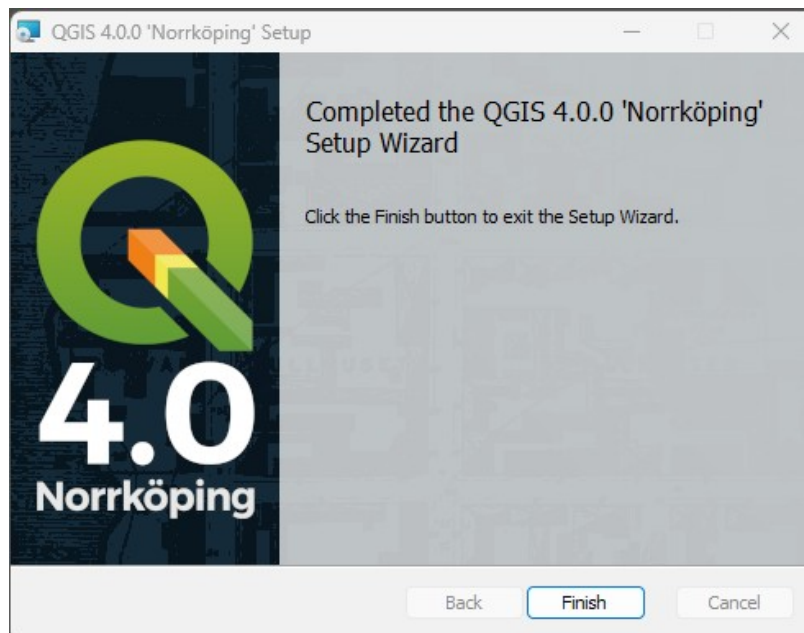 QGIS 4.0.0 'Norrköping' Setup
Completed the QGIS 4.0.0 'Norrköping'
Setup Wizard
Click the Finish button to exit the Setup Wizard.
4.0
Norrköping
Back
Finish
Cancel